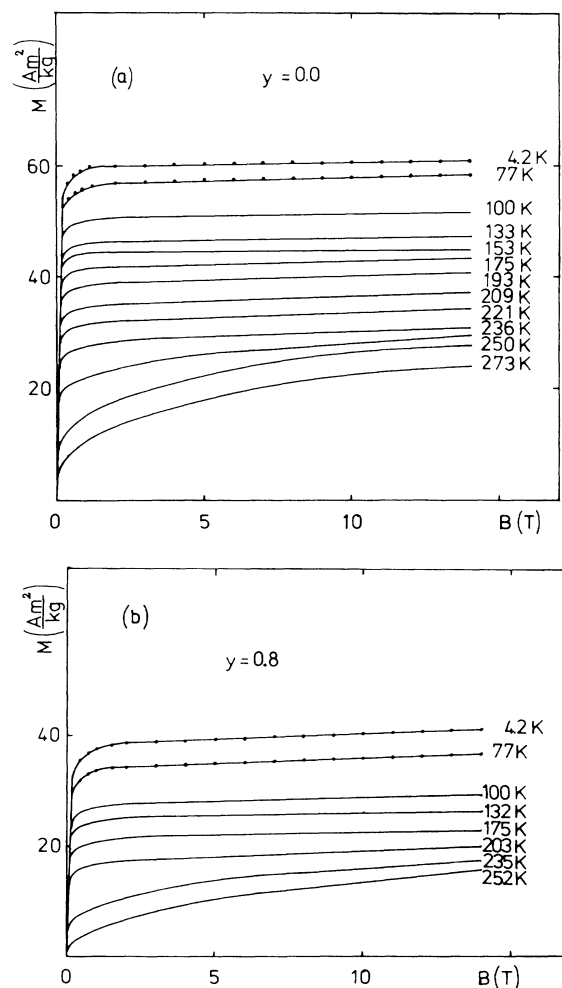 (a)
y = 0.0
M (Am²/kg)
60
40
20
0
5
10
B (T)
4.2 K
77 K
100 K
133 K
153 K
175 K
193 K
209 K
221 K
236 K
250 K
273 K
(b)
y = 0.8
M (Am²/kg)
40
20
0
5
10
B (T)
4.2 K
77 K
100 K
132 K
175 K
203 K
235 K
252 K